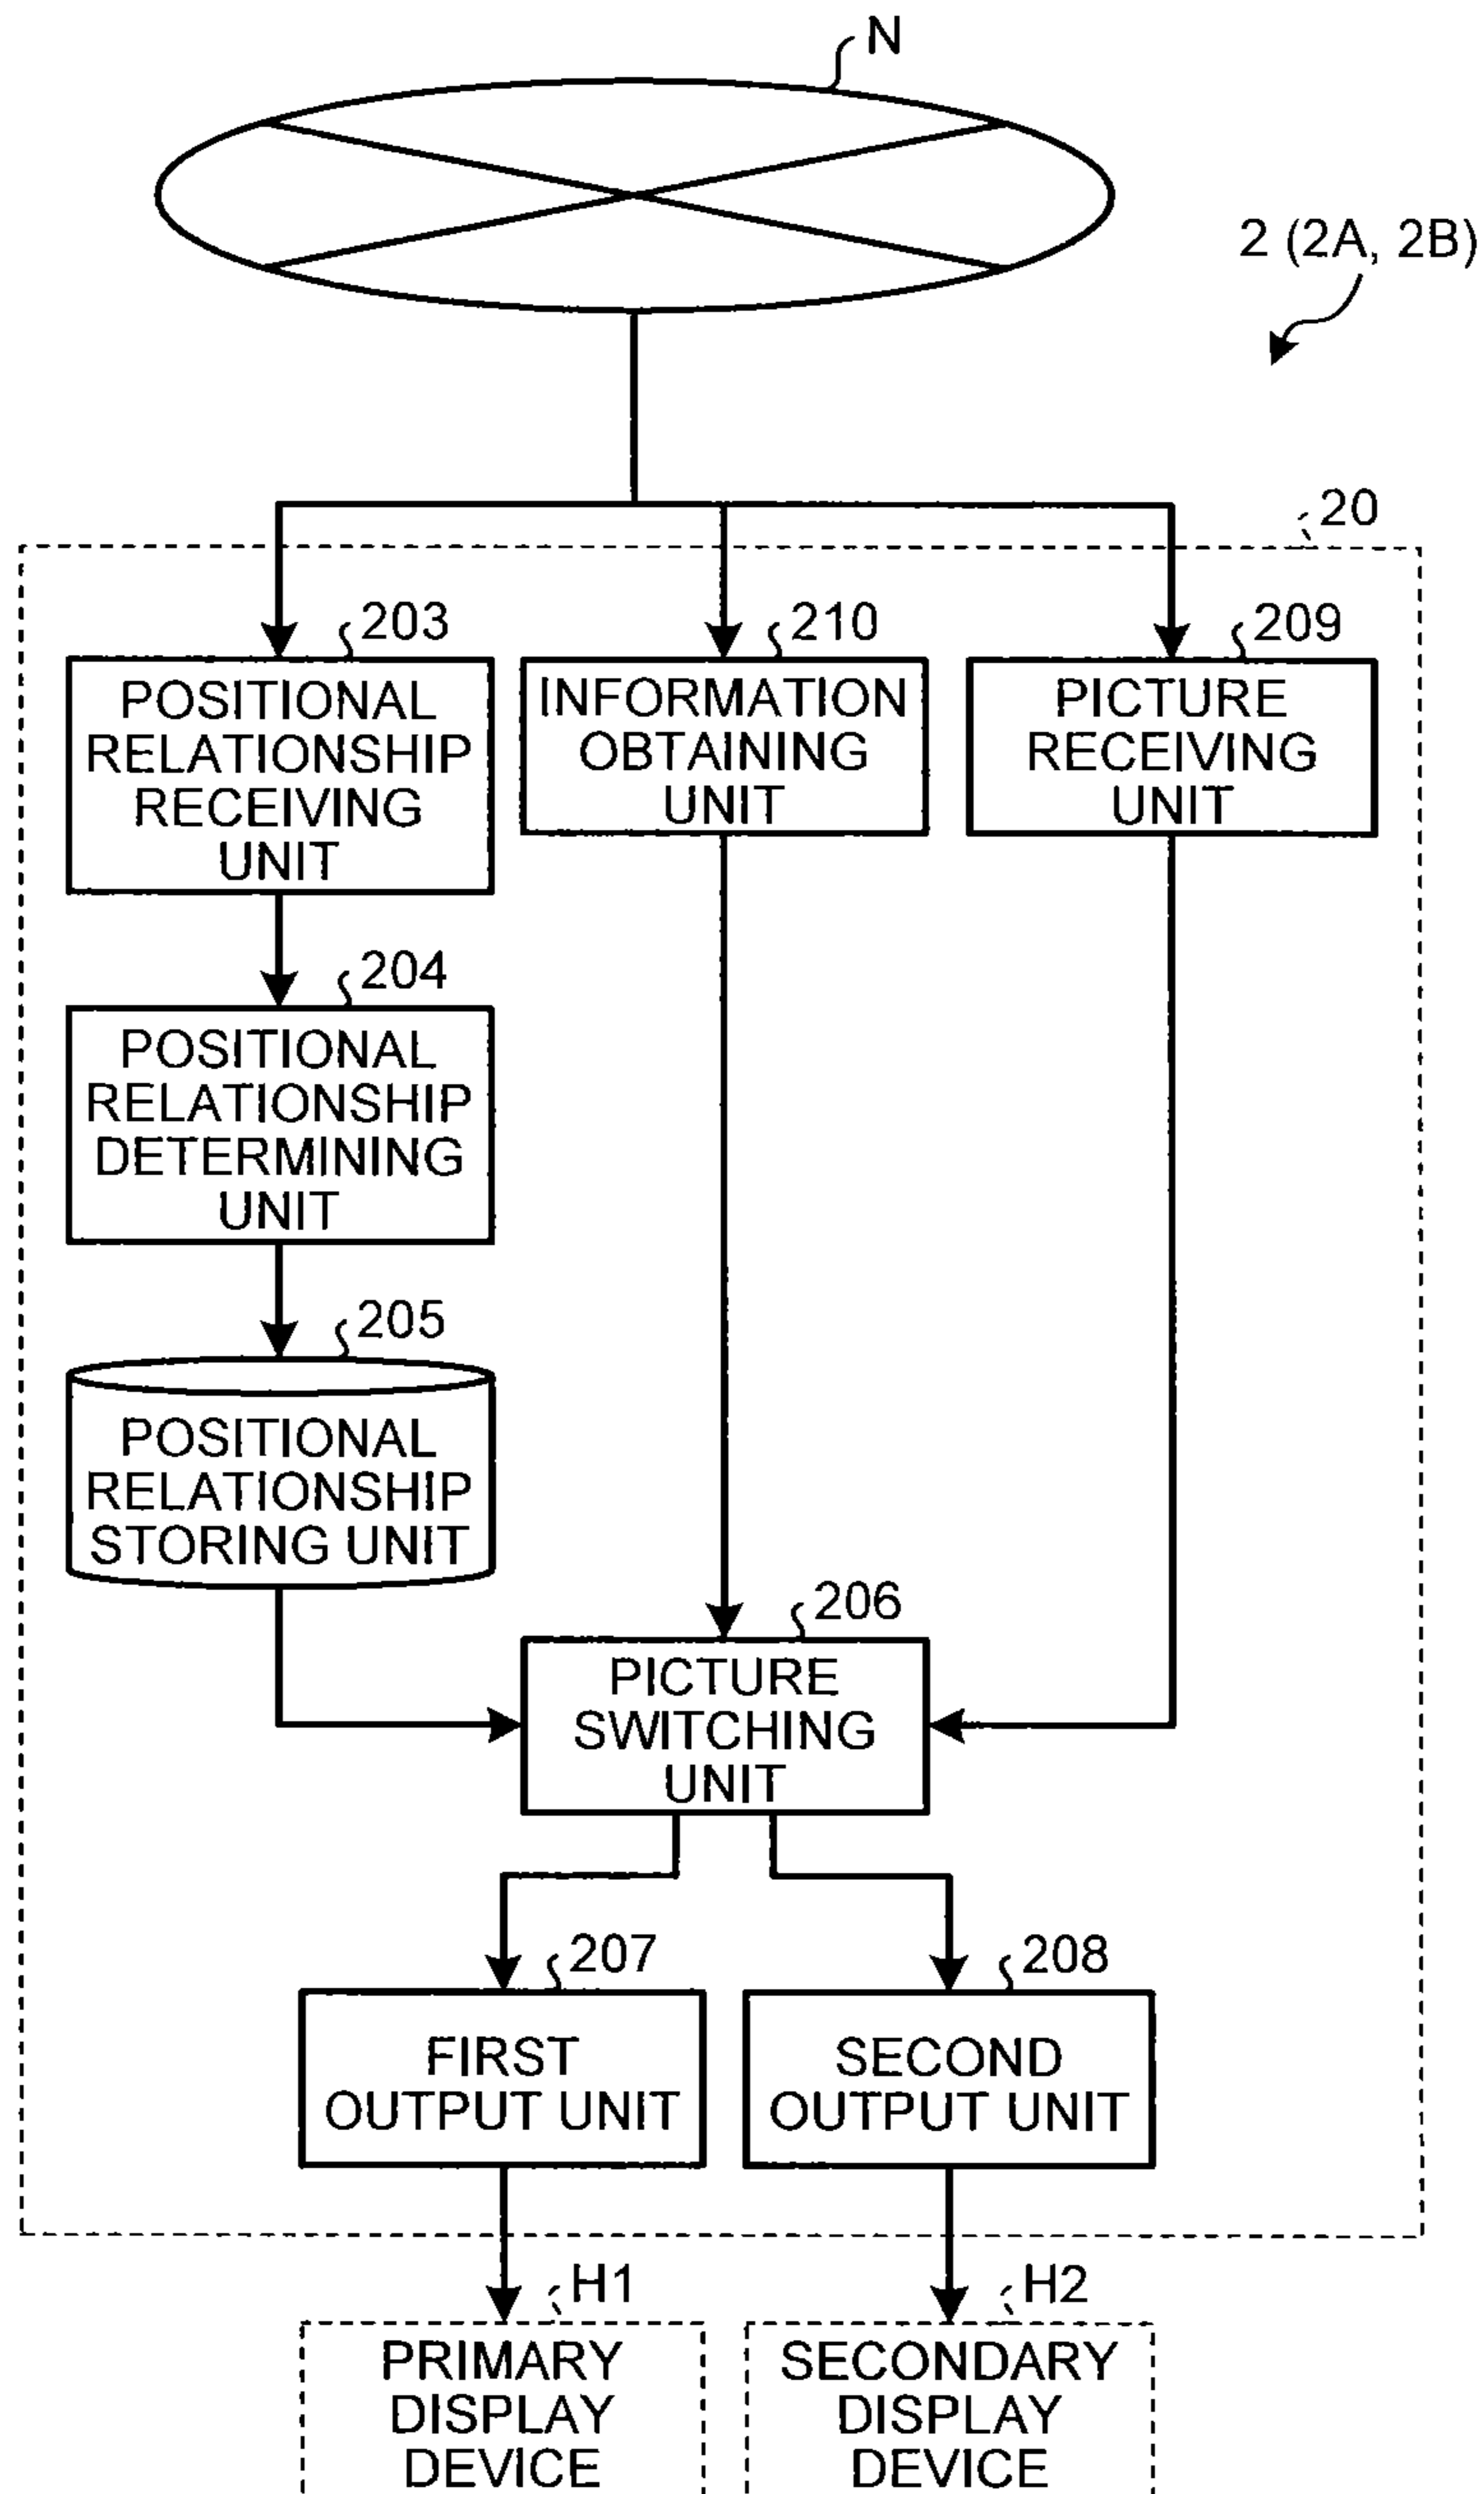 N
2 (2A, 2B)
20
203
210
209
POSITIONAL
RELATIONSHIP
RECEIVING
UNIT
INFORMATION
OBTAINING
UNIT
PICTURE
RECEIVING
UNIT
204
POSITIONAL
RELATIONSHIP
DETERMINING
UNIT
205
POSITIONAL
RELATIONSHIP
STORING UNIT
206
PICTURE
SWITCHING
UNIT
207
208
FIRST
OUTPUT UNIT
SECOND
OUTPUT UNIT
H1
H2
PRIMARY
DISPLAY
DEVICE
SECONDARY
DISPLAY
DEVICE